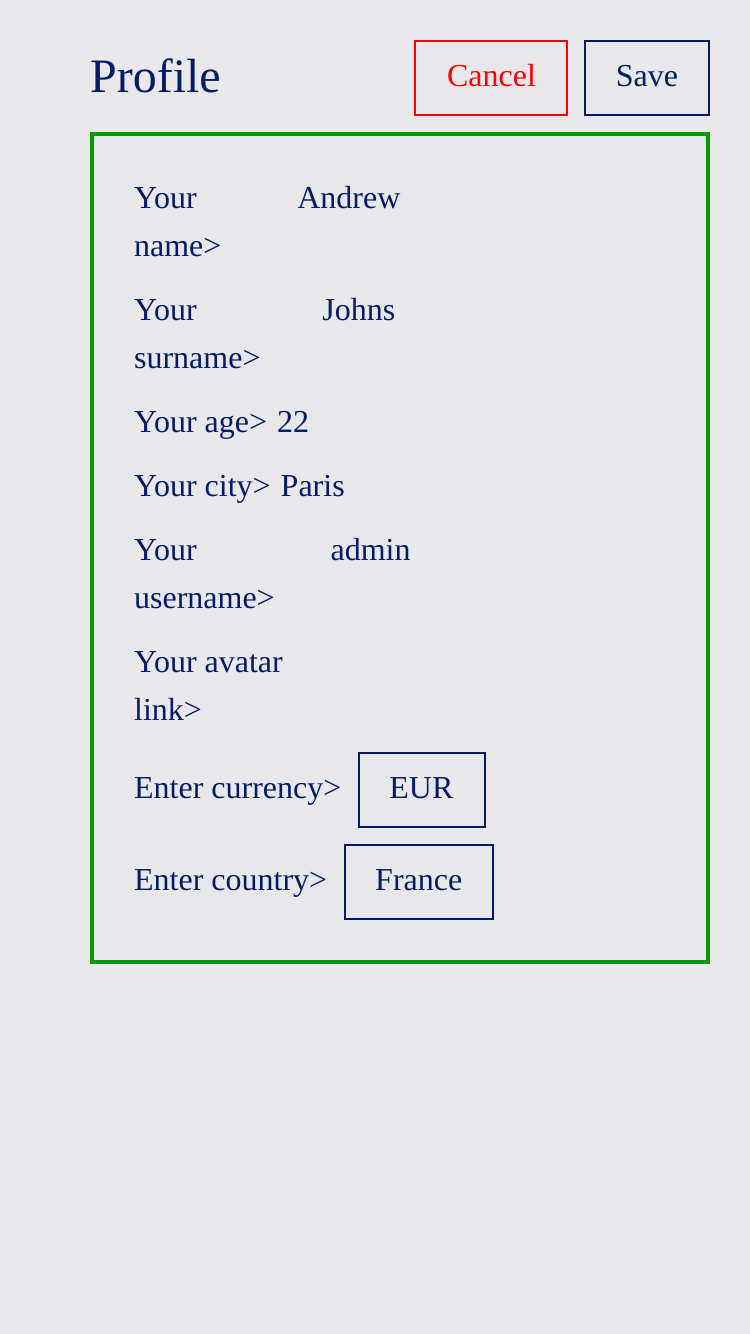 Profile Cancel Save
Your Andrew
name>
Your Johns
surname>
Your age> 22
Your city> Paris
Your admin
username>
Your avatar
link>
Enter currency> EUR
Enter country> France